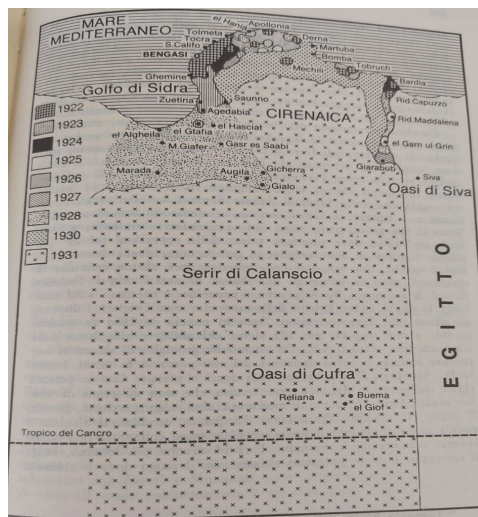 MARE
MEDITERRANEO
el Hania
Apollonia
Tolmeta
Tocra
S.Califo
BENGASI
Derna
Martuba
Bomba
Tobruch
Mechili
Ghemine
Golfo di Sidra
Zuetina
Saunno
Agedabia
CIRENAICA
Bardia
Rid.Capuzzo
Rid.Maddalena
el Garn ul Grin
Giarabub
Siva
Oasi di Siva
1922
1923
1924
1925
1926
1927
1928
1930
1931
el Algheila
el Gtafia
el Hasciat
M.Giafer
Gasr es Saabi
Marada
Augila
Gicherra
Gialo
Serir di Calanscio
EGITTO
Oasi di Cufra
Reliana
Buema
el Giof
Tropico del Cancro